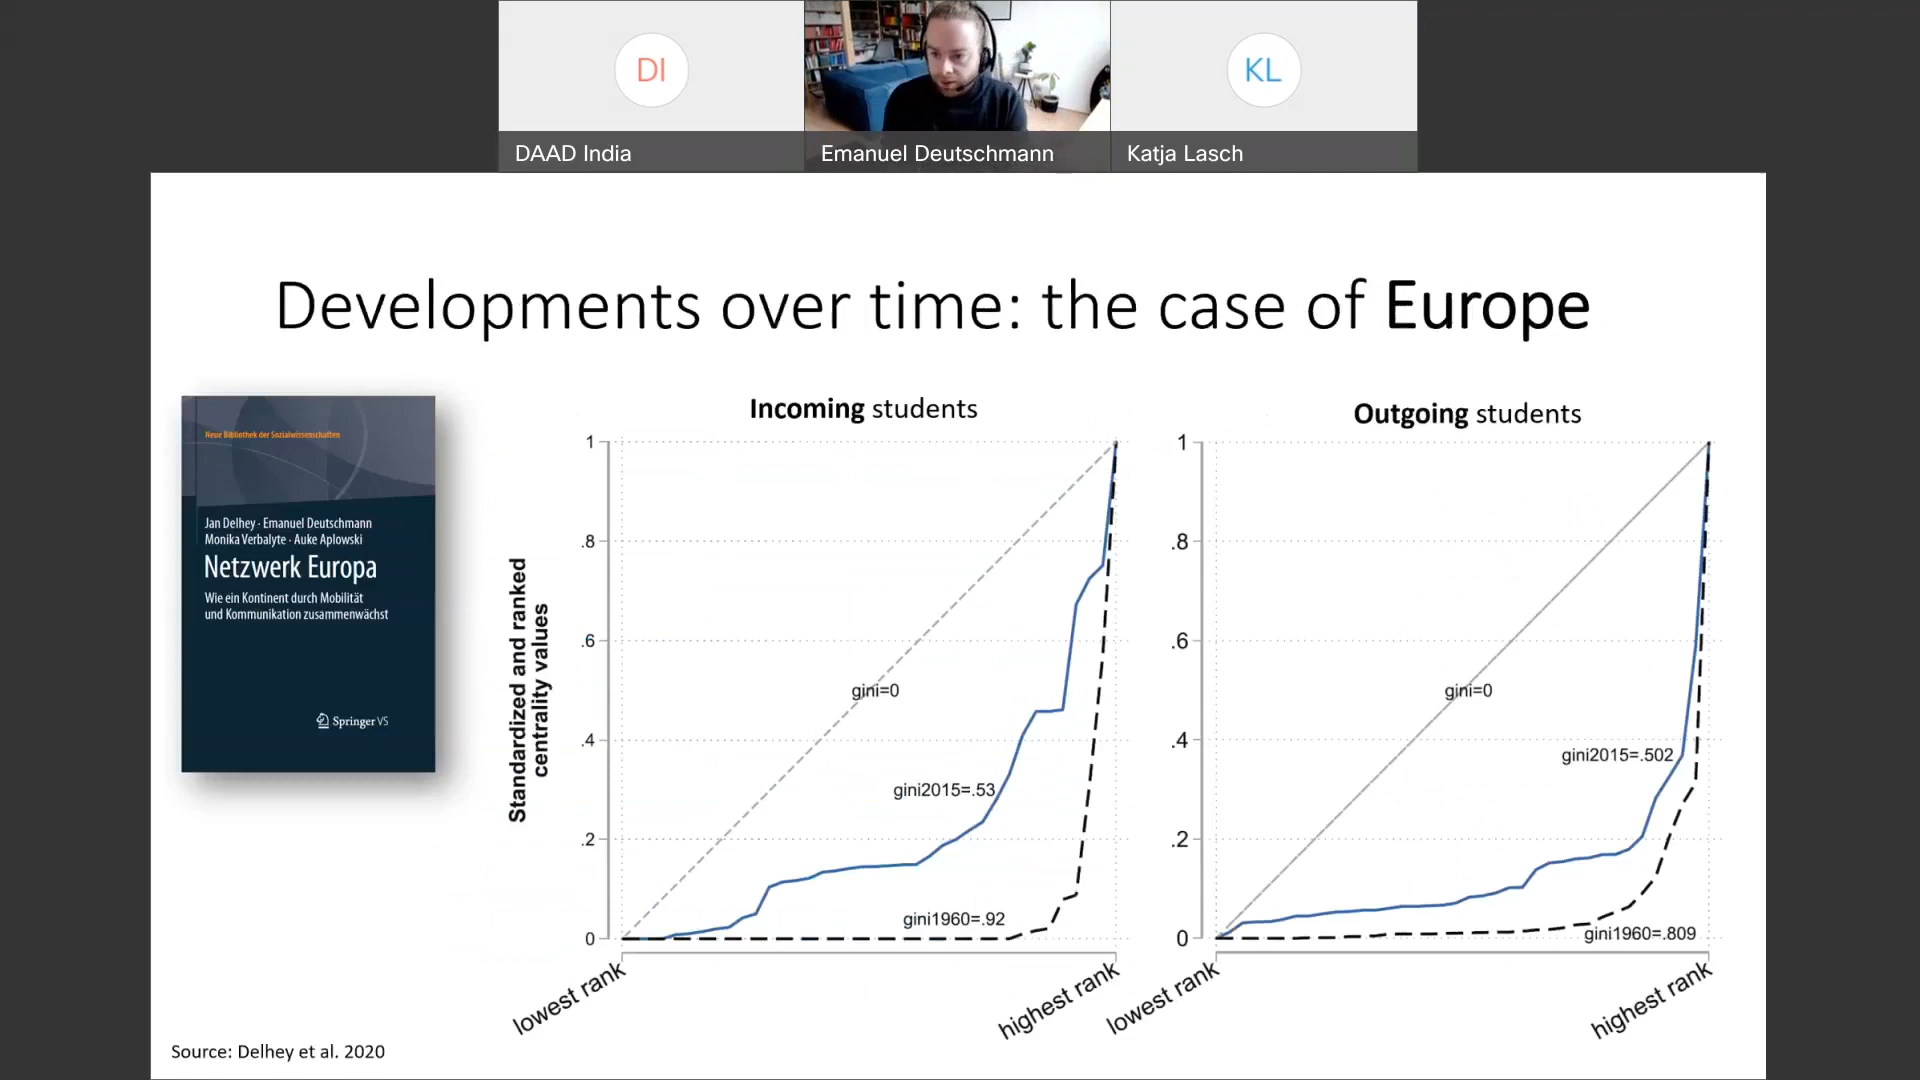 DI
KL
DAAD India
Emanuel Deutschmann
Katja Lasch
Developments over time: the case of Europe
Neue Bibliothek der Sozialwissenschaften
Jan Delhey · Emanuel Deutschmann
Monika Verbalyte · Auke Aplowski
Netzwerk Europa
Wie ein Kontinent durch Mobilität
und Kommunikation zusammenwächst
Springer VS
Standardized and ranked
centrality values
Incoming students
1
.8
.6
.4
.2
0
gini=0
gini2015=.53
gini1960=.92
lowest rank
highest rank
Outgoing students
1
.8
.6
.4
.2
0
gini=0
gini2015=.502
gini1960=.809
lowest rank
highest rank
Source: Delhey et al. 2020